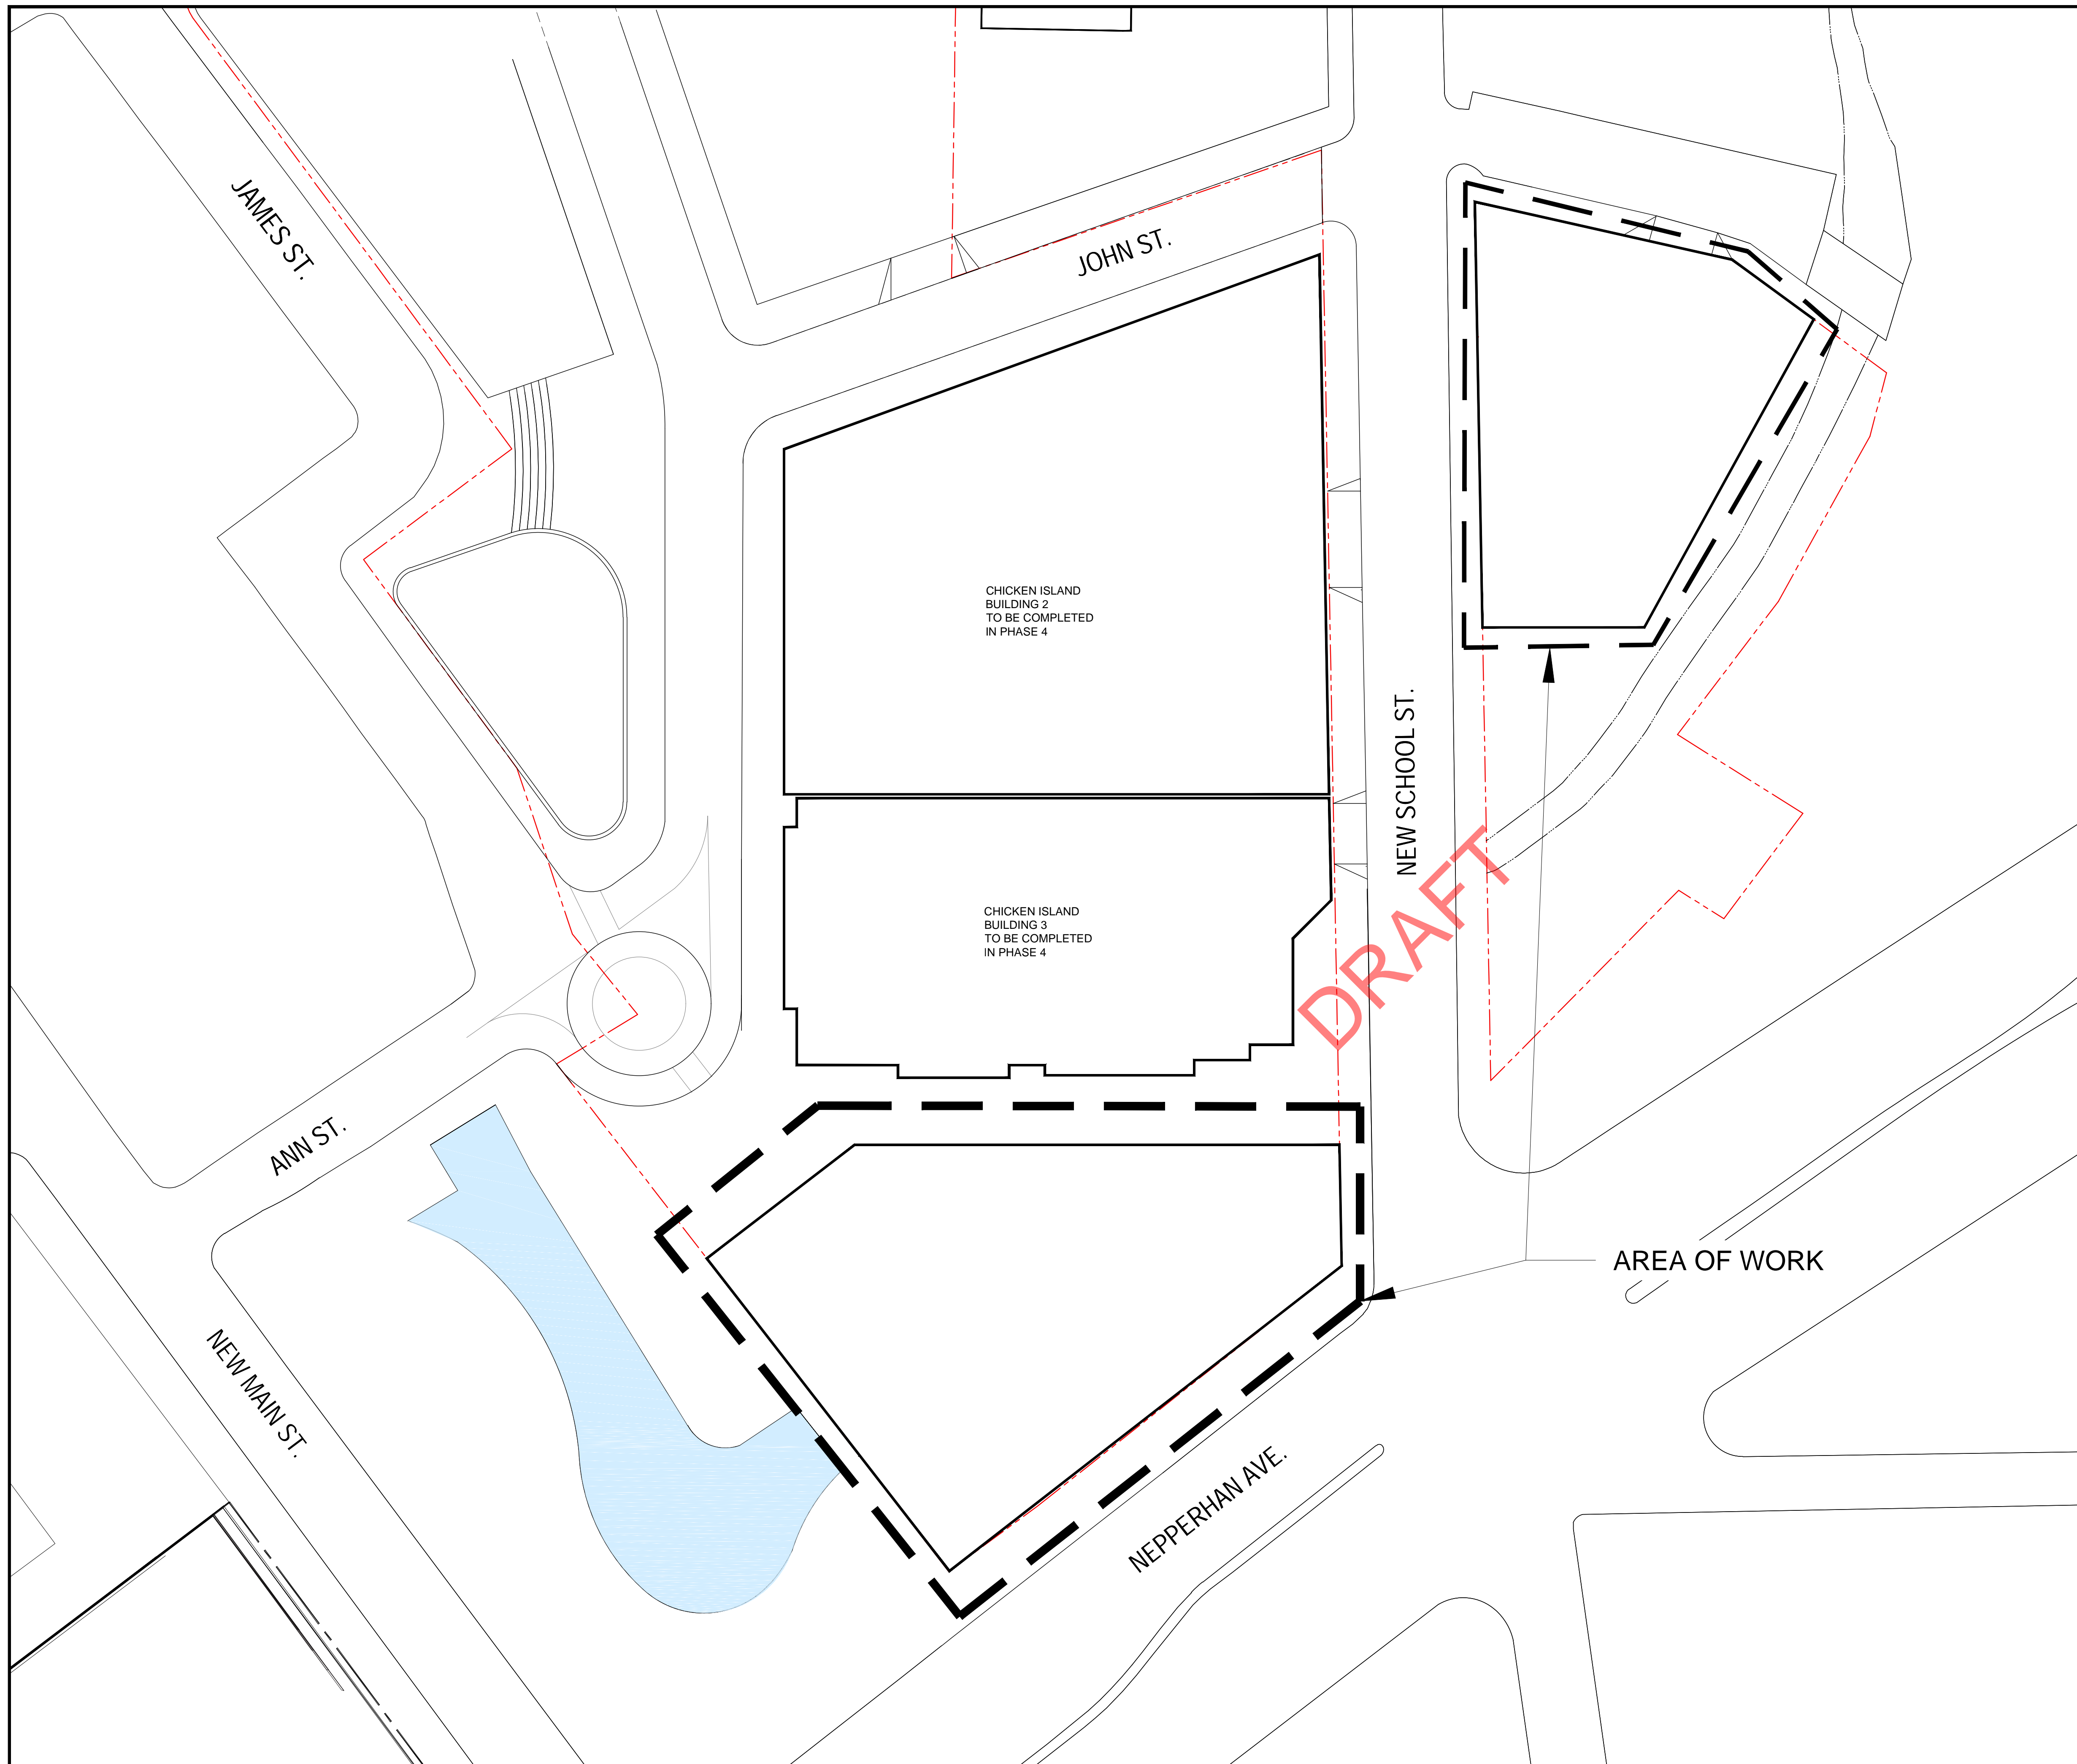 JAMES ST.
JOHN ST.
CHICKEN ISLAND
BUILDING 2
TO BE COMPLETED
IN PHASE 4
NEW SCHOOL ST.
DRAFT
CHICKEN ISLAND
BUILDING 3
TO BE COMPLETED
IN PHASE 4
ANN ST.
AREA OF WORK
NEW MAIN ST.
NEPPERHAN AVE.